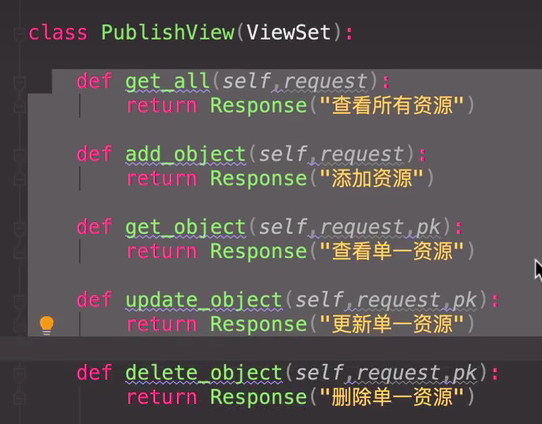 class PublishView(ViewSet):
def get_all(self,request):
return Response("查看所有资源")
def add_object(self,request):
return Response("添加资源")
def get_object(self,request,pk):
return Response("查看单一资源")
def update_object(self,request,pk):
return Response("更新单一资源")
def delete_object(self,request,pk):
return Response("删除单一资源")